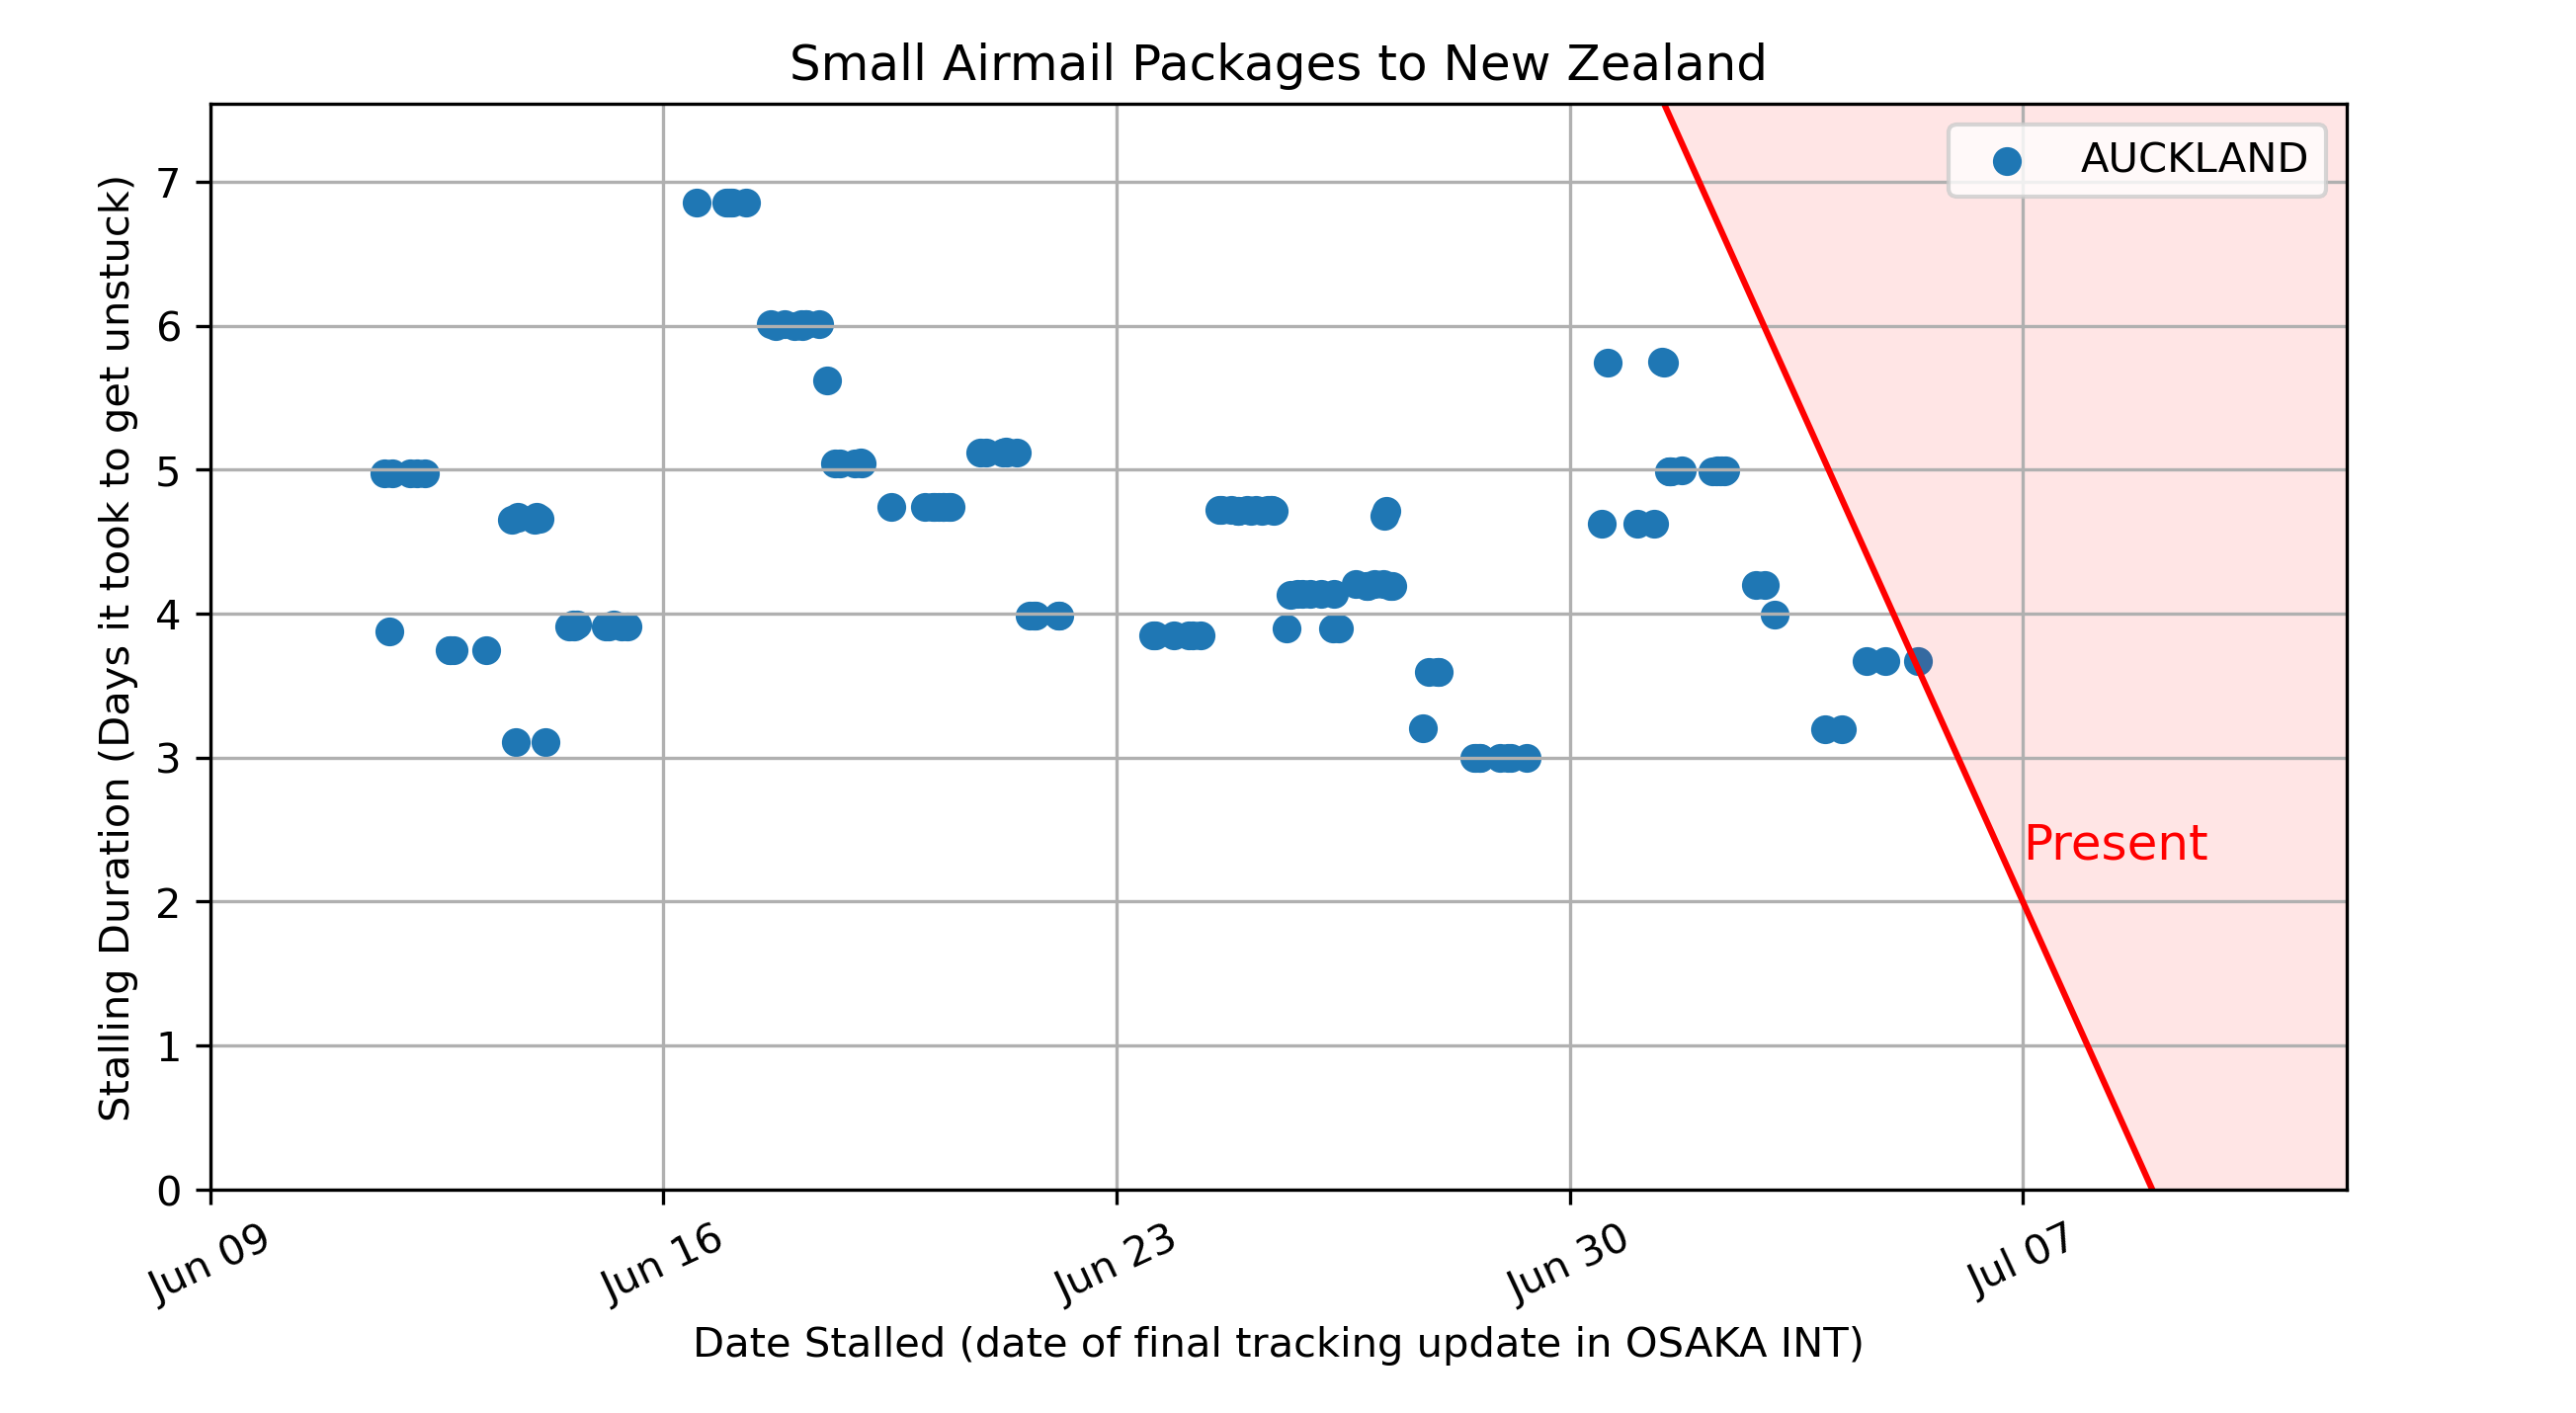 Small Airmail Packages to New Zealand
AUCKLAND
Stalling Duration (Days it took to get unstuck)
7
6
5
4
3
2
1
0
Present
Jun 09
Jun 16
Jun 23
Jun 30
Jul 07
Date Stalled (date of final tracking update in OSAKA INT)